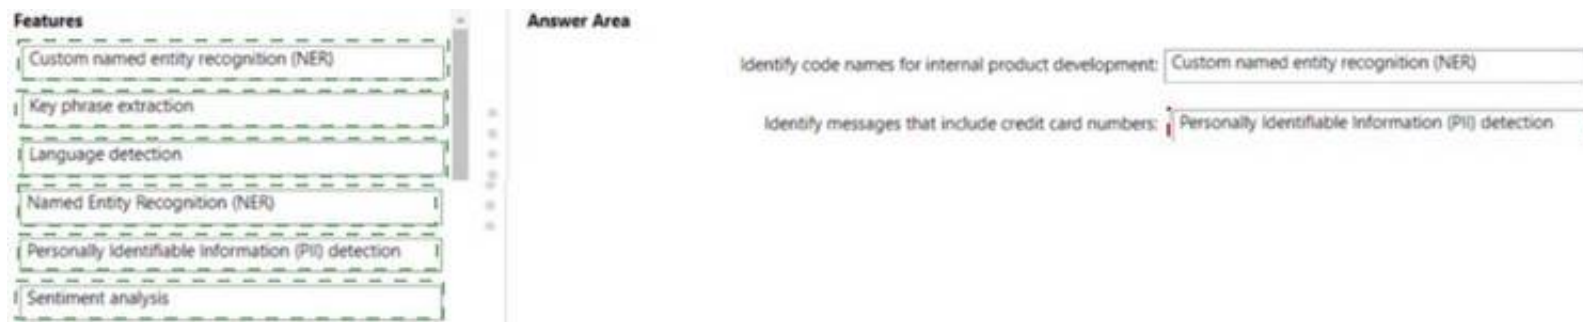 Features
Custom named entity recognition (NER)
Key phrase extraction
Language detection
Named Entity Recognition (NER)
Personally Identifiable Information (PII) detection
Sentiment analysis
Answer Area
Identify code names for internal product development: Custom named entity recognition (NER)
Identify messages that include credit card numbers: Personally Identifiable Information (PII) detection